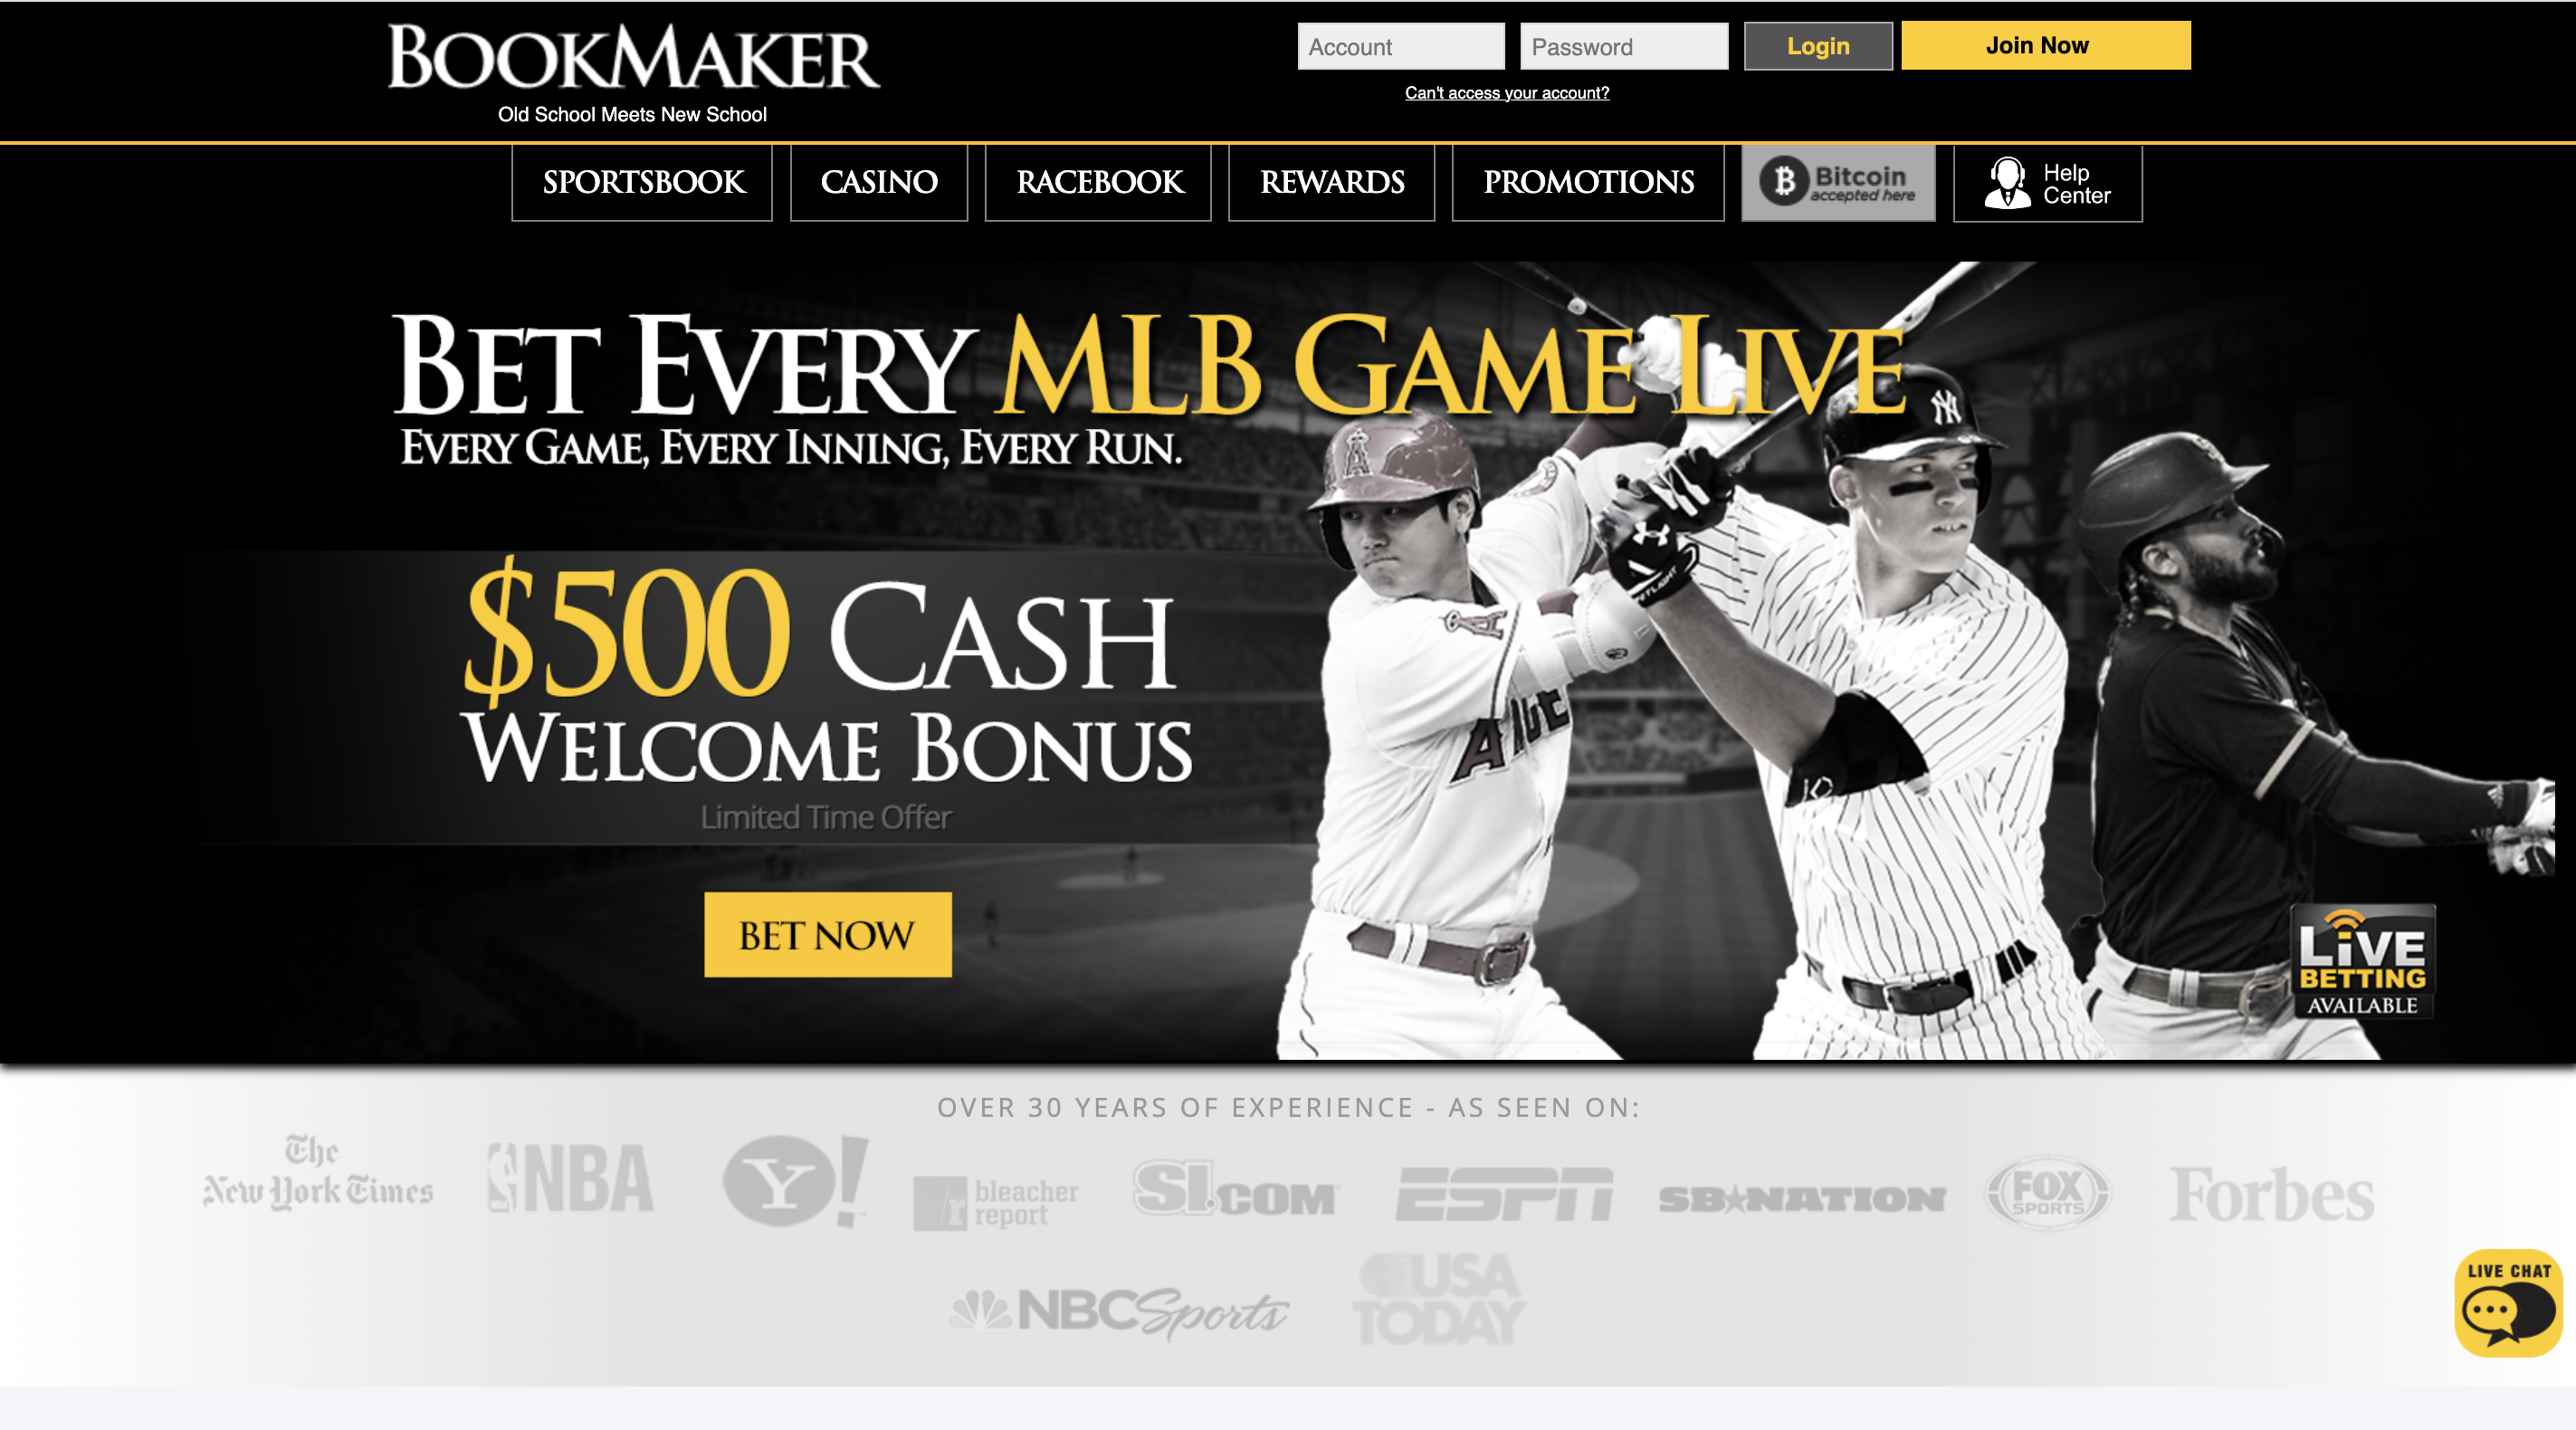 BOOKMAKER
Old School Meets New School
Account
Password
Login
Join Now
Can't access your account?
SPORTSBOOK
CASINO
RACEBOOK
REWARDS
PROMOTIONS
Bitcoin
accepted here
Help
Center
BET EVERY MLB GAME LIVE
EVERY GAME, EVERY INNING, EVERY RUN.
$500 CASH
WELCOME BONUS
Limited Time Offer
BET NOW
LiVE
BETTING
AVAILABLE
OVER 30 YEARS OF EXPERIENCE - AS SEEN ON:
The
New York Times
NBA
Y!
b/r bleacher
report
SI.COM
ESPN
SB★NATION
FOX
SPORTS
Forbes
NBC Sports
USA
TODAY
LIVE CHAT